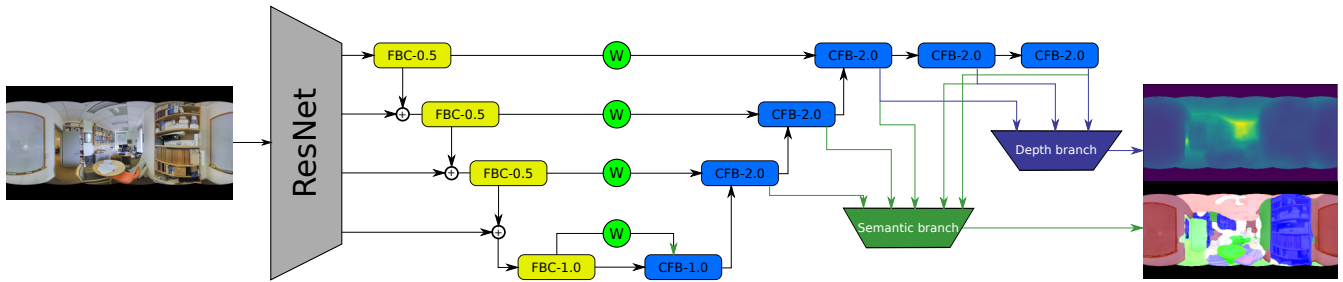 ResNet
FBC-0.5
W
CFB-2.0
CFB-2.0
CFB-2.0
FBC-0.5
W
CFB-2.0
Depth branch
FBC-0.5
W
CFB-2.0
Semantic branch
W
FBC-1.0
CFB-1.0